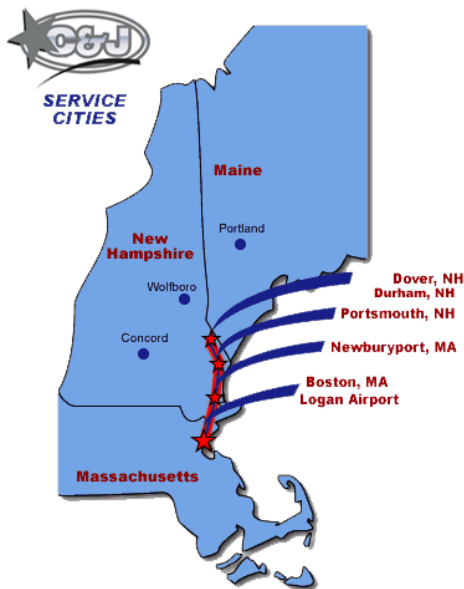 C&J
SERVICE
CITIES
Maine
New
Hampshire
Portland
Wolfboro
Concord
Dover, NH
Durham, NH
Portsmouth, NH
Newburyport, MA
Boston, MA
Logan Airport
Massachusetts